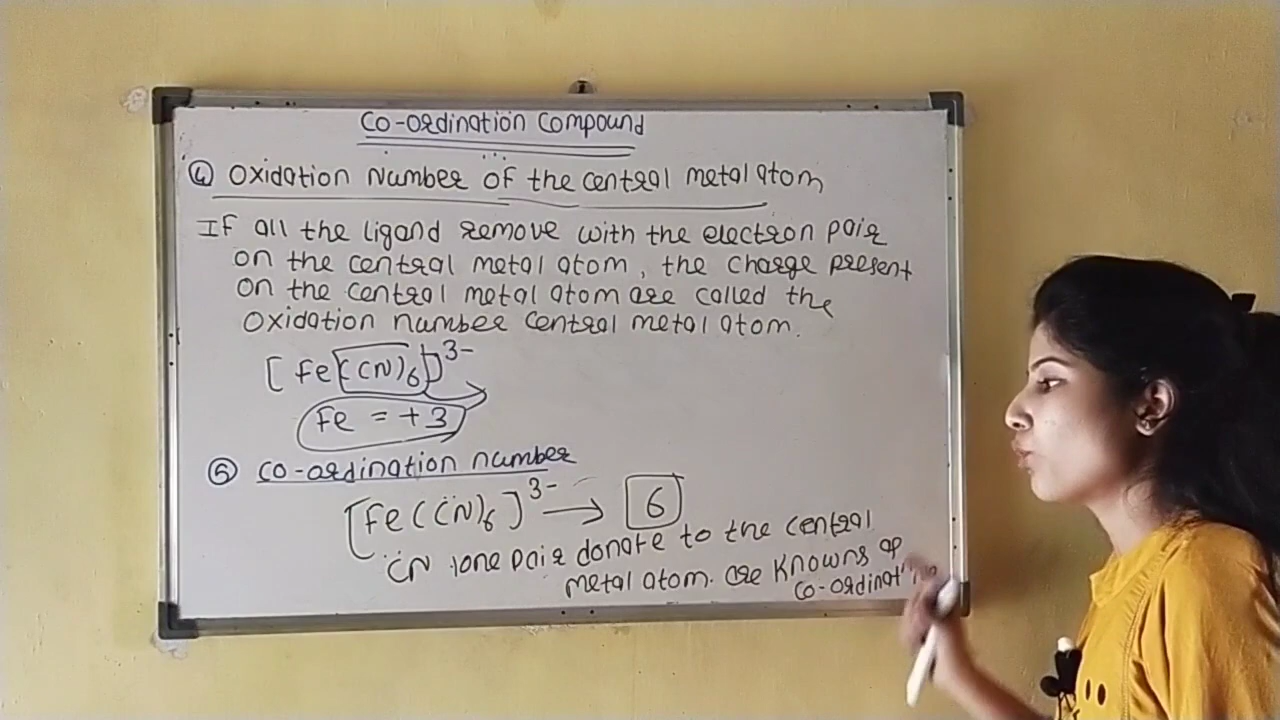 Co-ordination Compound
④ Oxidation Number of the central metal atom
If all the ligand remove with the electron pair
on the central metal atom, the charge present
on the central metal atom are called the
Oxidation number central metal atom.
[Fe(CN)6]3-
Fe = +3
⑤ Co-ordination number
[Fe(CN)6]3- → 6
CN lone pair donate to the central
metal atom. are knowns as